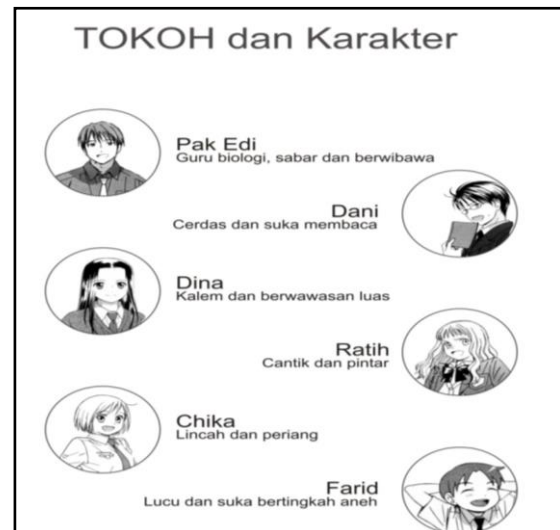 TOKOH dan Karakter
Pak Edi
Guru biologi, sabar dan berwibawa
Dani
Cerdas dan suka membaca
Dina
Kalem dan berwawasan luas
Ratih
Cantik dan pintar
Chika
Lincah dan periang
Farid
Lucu dan suka bertingkah aneh